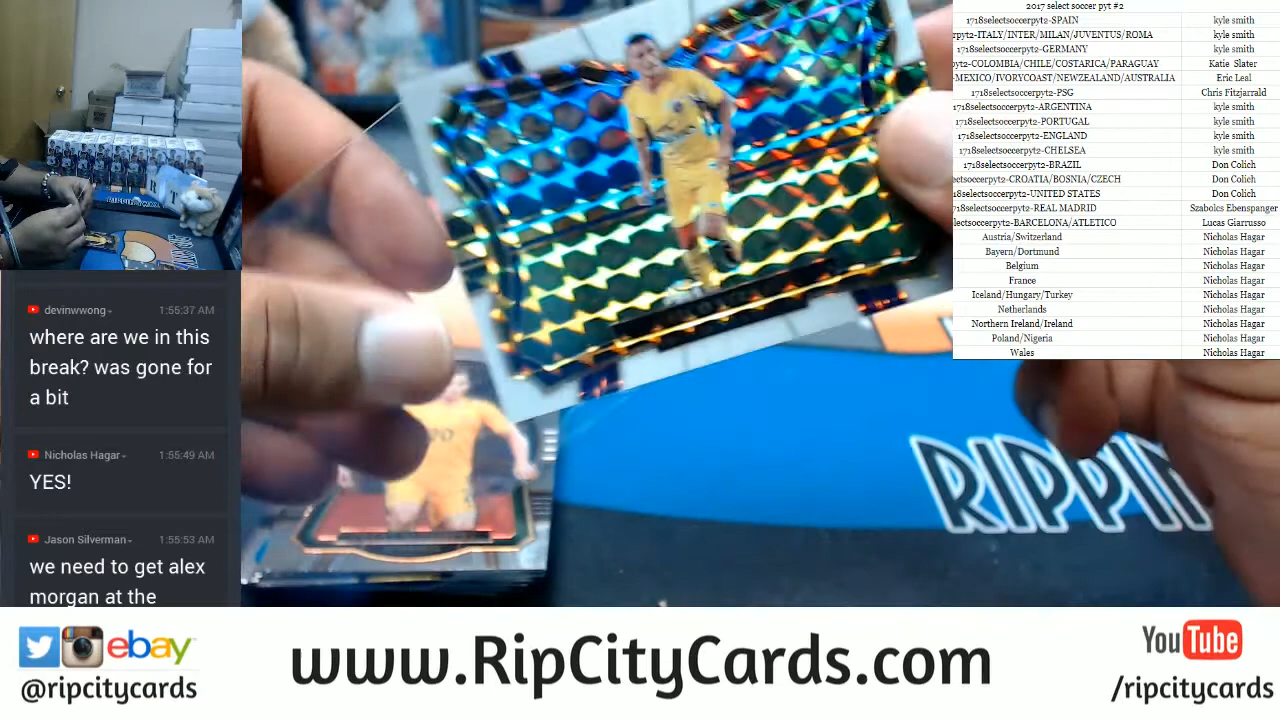 2017 select soccer pyt #2
1718selectsoccerpyt2-SPAIN kyle smith
rpyt2-ITALY/INTER/MILAN/JUVENTUS/ROMA kyle smith
1718selectsoccerpyt2-GERMANY kyle smith
pyt2-COLOMBIA/CHILE/COSTARICA/PARAGUAY Katie Slater
-MEXICO/IVORYCOAST/NEWZEALAND/AUSTRALIA Eric Leal
1718selectsoccerpyt2-PSG Chris Fitzjarrald
1718selectsoccerpyt2-ARGENTINA kyle smith
1718selectsoccerpyt2-PORTUGAL kyle smith
1718selectsoccerpyt2-ENGLAND kyle smith
1718selectsoccerpyt2-CHELSEA kyle smith
1718selectsoccerpyt2-BRAZIL Don Colich
ectsoccerpyt2-CROATIA/BOSNIA/CZECH Don Colich
718selectsoccerpyt2-UNITED STATES Don Colich
718selectsoccerpyt2-REAL MADRID Szabolcs Ebenspanger
lectsoccerpyt2-BARCELONA/ATLETICO Lucas Giarrusso
Austria/Switzerland Nicholas Hagar
Bayern/Dortmund Nicholas Hagar
Belgium Nicholas Hagar
France Nicholas Hagar
Iceland/Hungary/Turkey Nicholas Hagar
Netherlands Nicholas Hagar
Northern Ireland/Ireland Nicholas Hagar
Poland/Nigeria Nicholas Hagar
Wales Nicholas Hagar
devinwwong 1:55:37 AM
where are we in this
break? was gone for
a bit
Nicholas Hagar 1:55:49 AM
YES!
Jason Silverman 1:55:53 AM
we need to get alex
morgan at the
RIPPIN
ebay
@ripcitycards
www.RipCityCards.com
YouTube
/ripcitycards